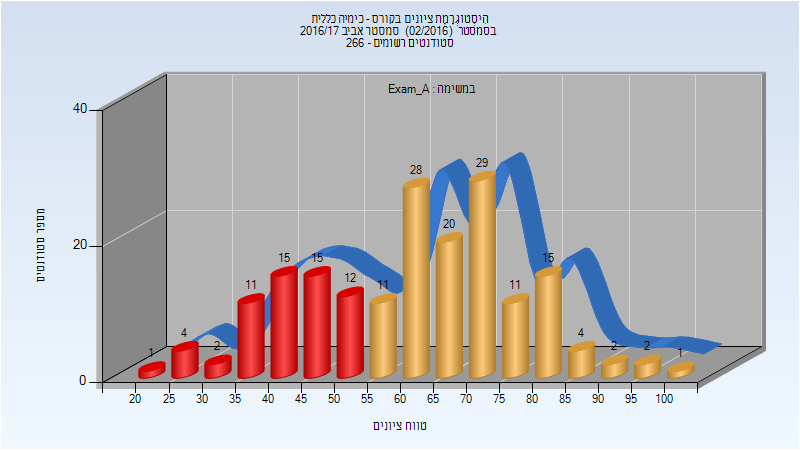 היסטוגרמת ציונים בקורס - כימיה כללית
בסמסטר (02/2016) סמסטר אביב 2016/17
סטודנטים רשומים - 266
במשימה : Exam_A
מספר סטודנטים
40
20
0
1 4 2 11 15 15 12 11 28 20 29 11 15 4 2 2 1
20 25 30 35 40 45 50 55 60 65 70 75 80 85 90 95 100
טווח ציונים